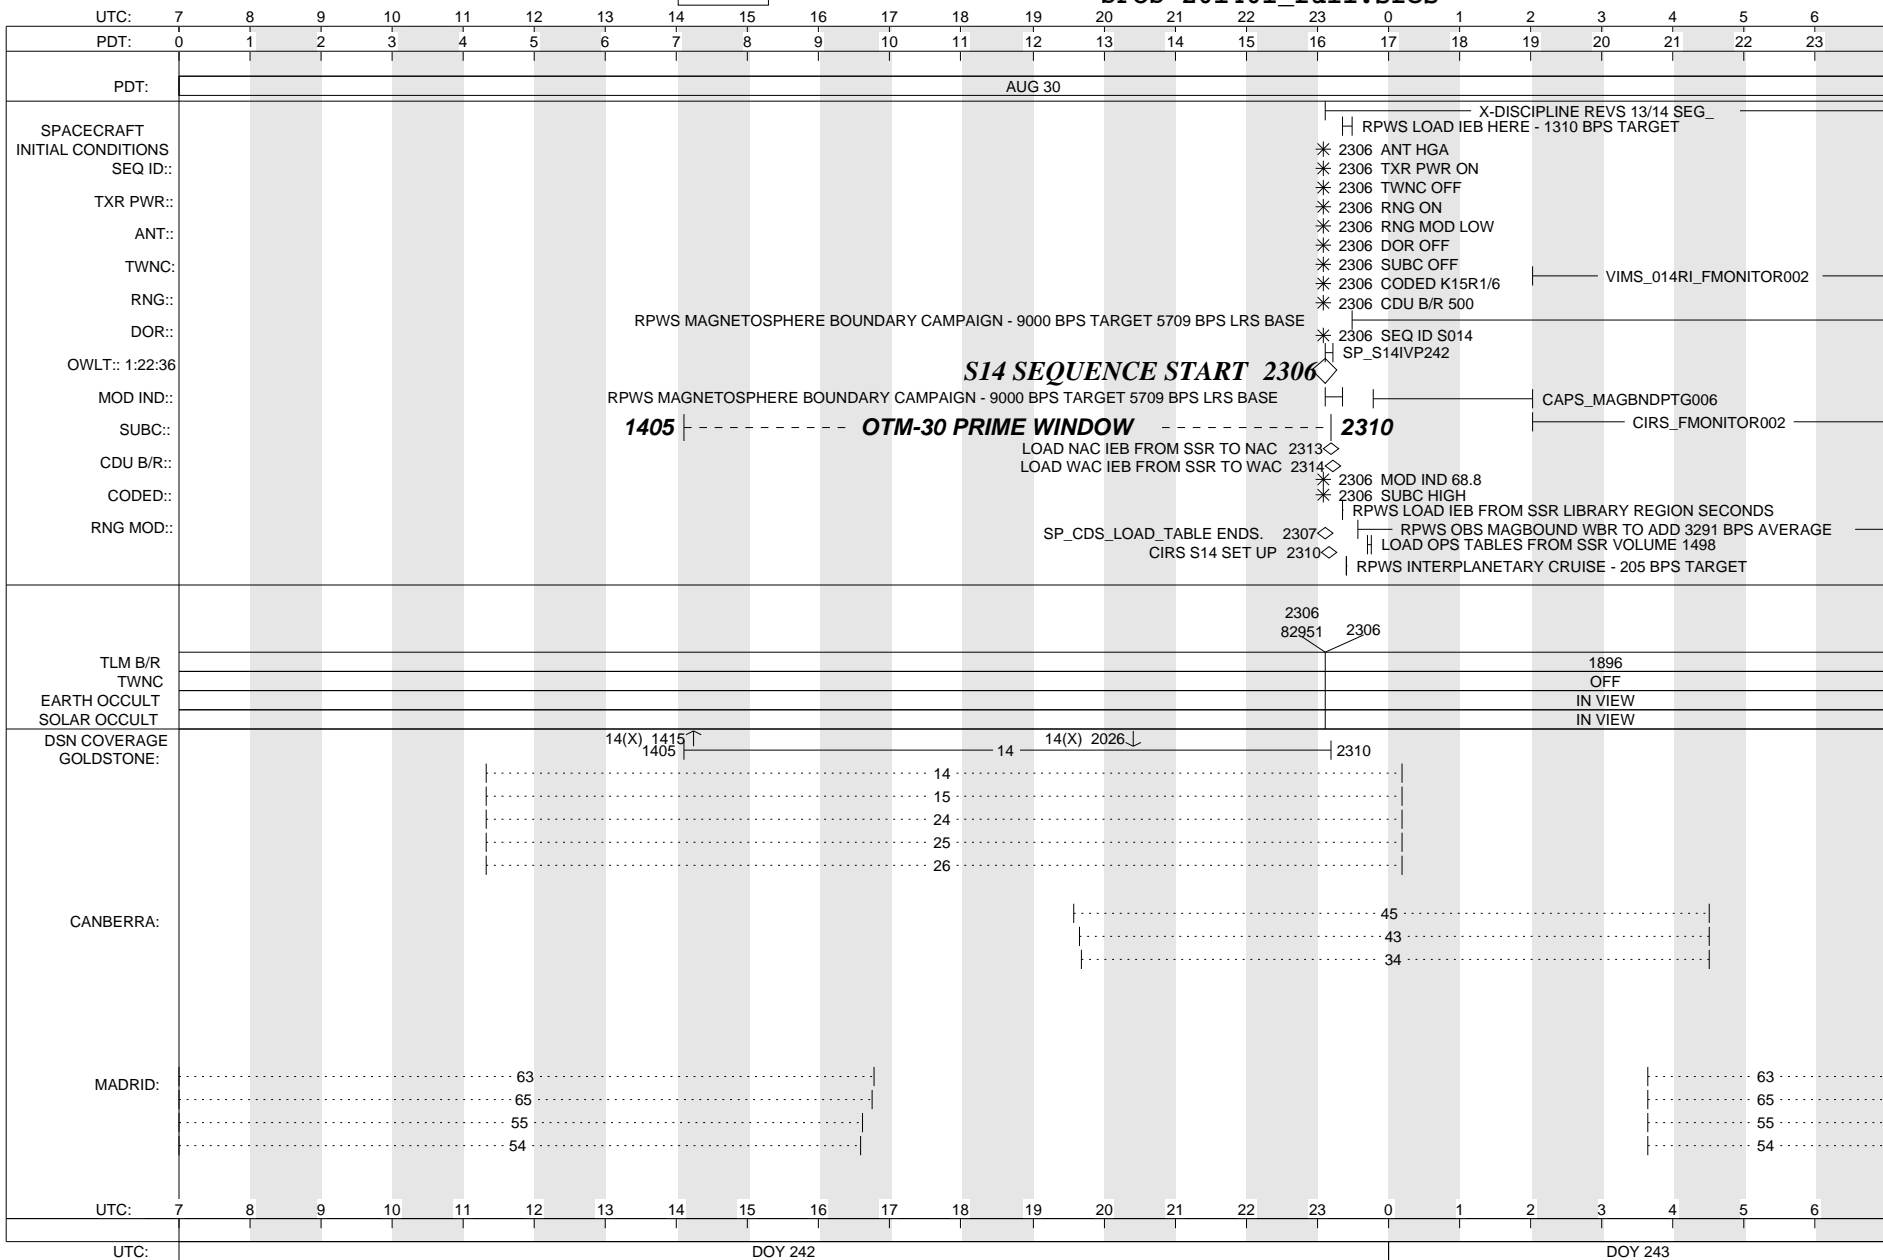 UTC: 7 8 9 10 11 12 13 14 15 16 17 18 19 20 21 22 23 0 1 2 3 4 5 6
PDT: 0 1 2 3 4 5 6 7 8 9 10 11 12 13 14 15 16 17 18 19 20 21 22 23
PDT: AUG 30
X-DISCIPLINE REVS 13/14 SEG_
SPACECRAFT
INITIAL CONDITIONS
RPWS LOAD IEB HERE - 1310 BPS TARGET
2306 ANT HGA
SEQ ID::
2306 TXR PWR ON
2306 TWNC OFF
TXR PWR::
2306 RNG ON
2306 RNG MOD LOW
ANT::
2306 DOR OFF
TWNC:
2306 SUBC OFF
VIMS_014RI_FMONITOR002
2306 CODED K15R1/6
RNG::
2306 CDU B/R 500
RPWS MAGNETOSPHERE BOUNDARY CAMPAIGN - 9000 BPS TARGET 5709 BPS LRS BASE
DOR::
2306 SEQ ID S014
SP_S14IVP242
OWLT:: 1:22:36
S14 SEQUENCE START 2306
MOD IND::
RPWS MAGNETOSPHERE BOUNDARY CAMPAIGN - 9000 BPS TARGET 5709 BPS LRS BASE
CAPS_MAGBNDPTG006
SUBC::
1405 OTM-30 PRIME WINDOW 2310
CIRS_FMONITOR002
LOAD NAC IEB FROM SSR TO NAC 2313
CDU B/R::
LOAD WAC IEB FROM SSR TO WAC 2314
2306 MOD IND 68.8
CODED::
2306 SUBC HIGH
RPWS LOAD IEB FROM SSR LIBRARY REGION SECONDS
RNG MOD::
RPWS OBS MAGBOUND WBR TO ADD 3291 BPS AVERAGE
SP_CDS_LOAD_TABLE ENDS. 2307
LOAD OPS TABLES FROM SSR VOLUME 1498
CIRS S14 SET UP 2310
RPWS INTERPLANETARY CRUISE - 205 BPS TARGET
2306
82951 2306
TLM B/R 1896
TWNC OFF
EARTH OCCULT IN VIEW
SOLAR OCCULT IN VIEW
DSN COVERAGE
14(X) 1415 14(X) 2026
GOLDSTONE: 1405 14 2310
14
15
24
25
26
CANBERRA: 45
43
34
MADRID: 63 63
65 65
55 55
54 54
UTC: 7 8 9 10 11 12 13 14 15 16 17 18 19 20 21 22 23 0 1 2 3 4 5 6
UTC: DOY 242 DOY 243